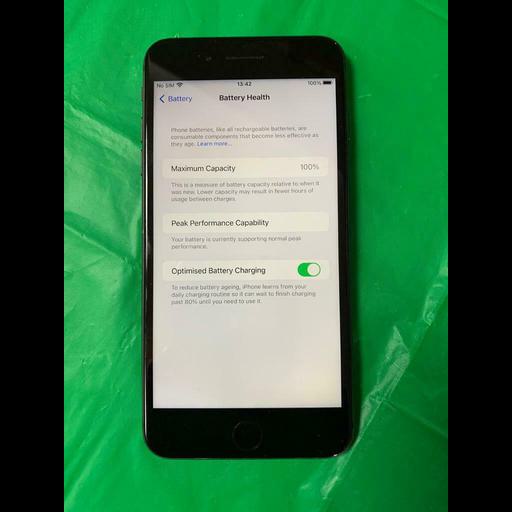 No SIM 13:42 100%
Battery Battery Health
Phone batteries, like all rechargeable batteries, are
consumable components that become less effective as
they age. Learn more...
Maximum Capacity 100%
This is a measure of battery capacity relative to when it
was new. Lower capacity may result in fewer hours of
usage between charges.
Peak Performance Capability
Your battery is currently supporting normal peak
performance.
Optimised Battery Charging
To reduce battery ageing, iPhone learns from your
daily charging routine so it can wait to finish charging
past 80% until you need to use it.